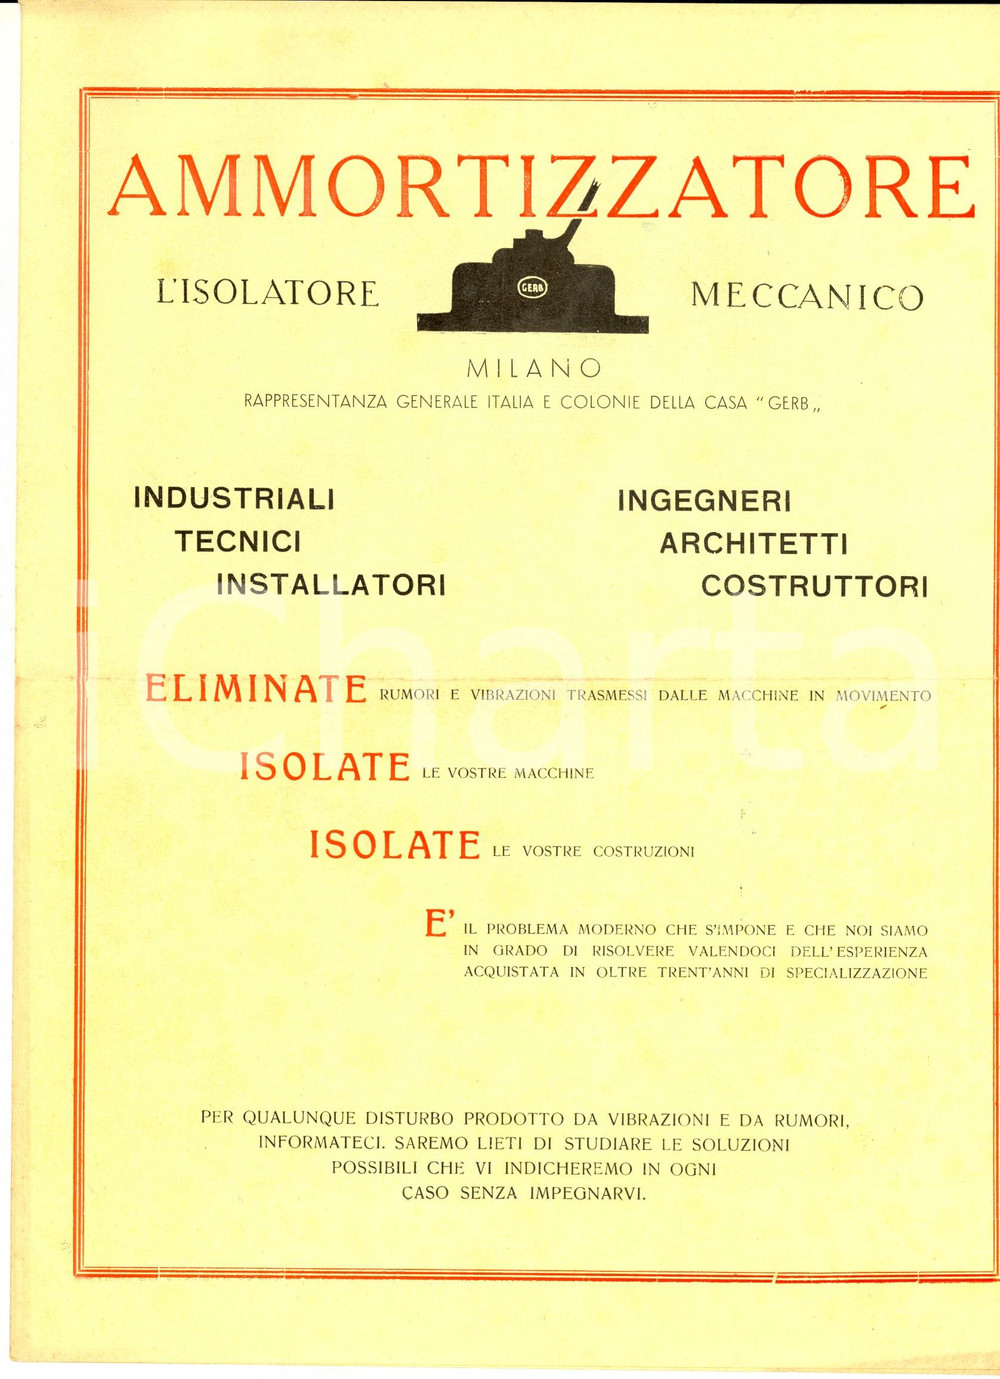 AMMORTIZZATORE
L'ISOLATORE
GERB
MECCANICO
MILANO
RAPPRESENTANZA GENERALE ITALIA E COLONIE DELLA CASA “GERB„
INDUSTRIALI
TECNICI
INSTALLATORI
INGEGNERI
ARCHITETTI
COSTRUTTORI
ELIMINATE RUMORI E VIBRAZIONI TRASMESSI DALLE MACCHINE IN MOVIMENTO
ISOLATE LE VOSTRE MACCHINE
ISOLATE LE VOSTRE COSTRUZIONI
E' IL PROBLEMA MODERNO CHE S'IMPONE E CHE NOI SIAMO
IN GRADO DI RISOLVERE VALENDOCI DELL'ESPERIENZA
ACQUISTATA IN OLTRE TRENT'ANNI DI SPECIALIZZAZIONE
PER QUALUNQUE DISTURBO PRODOTTO DA VIBRAZIONI E DA RUMORI,
INFORMATECI. SAREMO LIETI DI STUDIARE LE SOLUZIONI
POSSIBILI CHE VI INDICHEREMO IN OGNI
CASO SENZA IMPEGNARVI.
iCharta